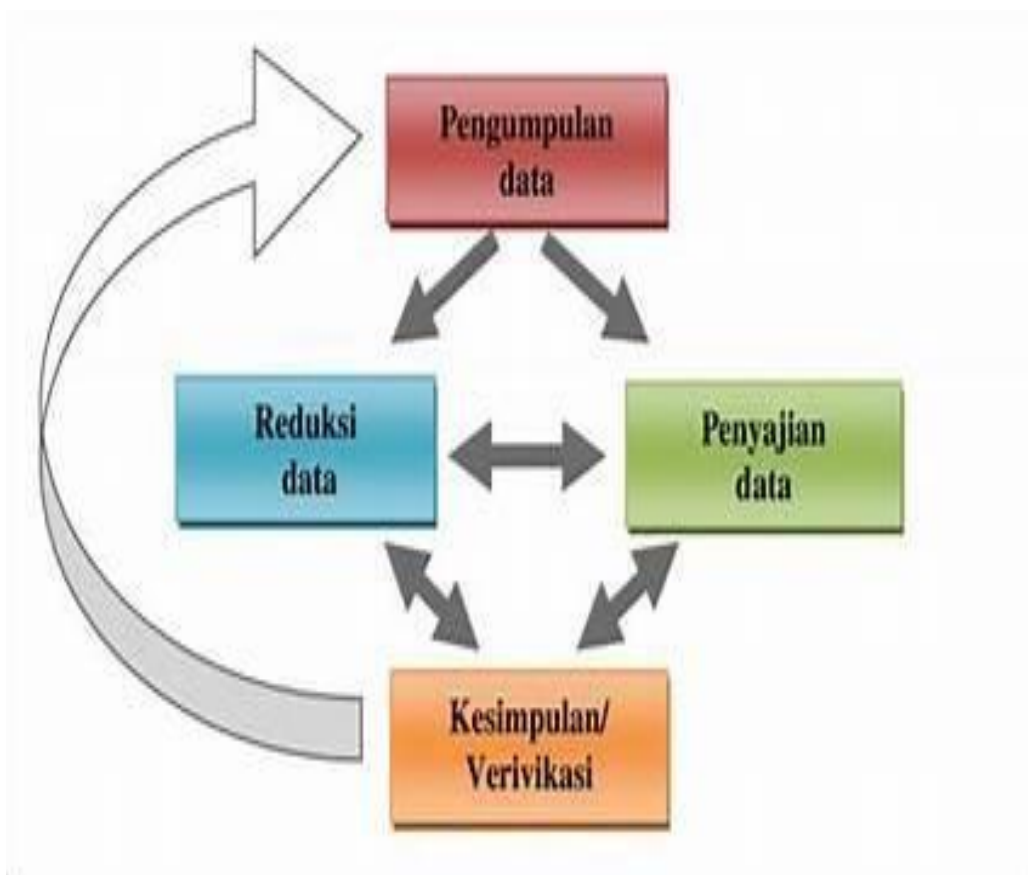 Pengumpulan
data
Reduksi
data
Penyajian
data
Kesimpulan/
Verivikasi